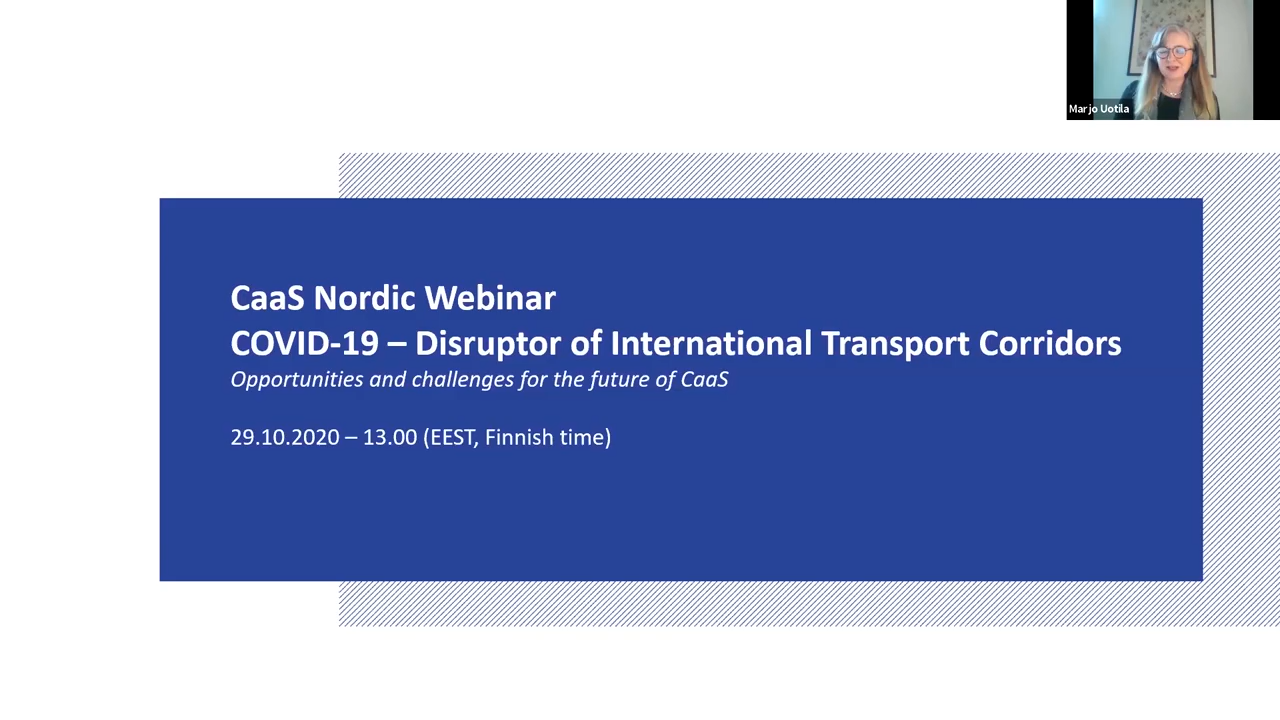 Marjo Uotila
CaaS Nordic Webinar
COVID-19 – Disruptor of International Transport Corridors
Opportunities and challenges for the future of CaaS
29.10.2020 – 13.00 (EEST, Finnish time)